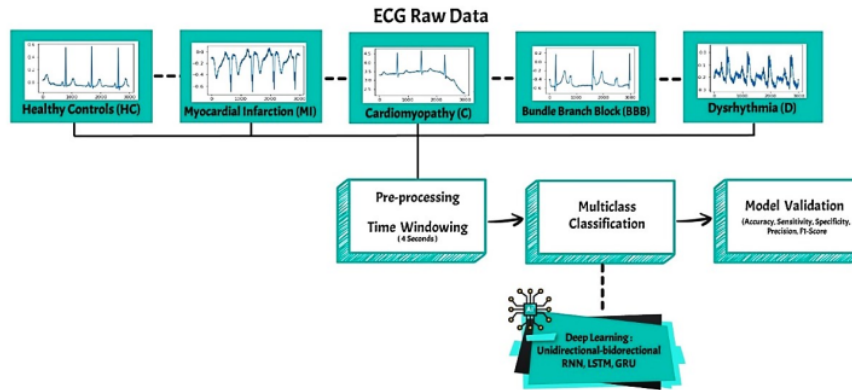 ECG Raw Data
Healthy Controls (HC)
Myocardial Infarction (MI)
Cardiomyopathy (C)
Bundle Branch Block (BBB)
Dysrhythmia (D)
Pre-processing
Time Windowing
( 4 Seconds )
Multiclass
Classification
Model Validation
(Accuracy, Sensitivity, Specificity,
Precision, F1-Score
Deep Learning :
Unidirectional-bidorectional
RNN, LSTM, GRU